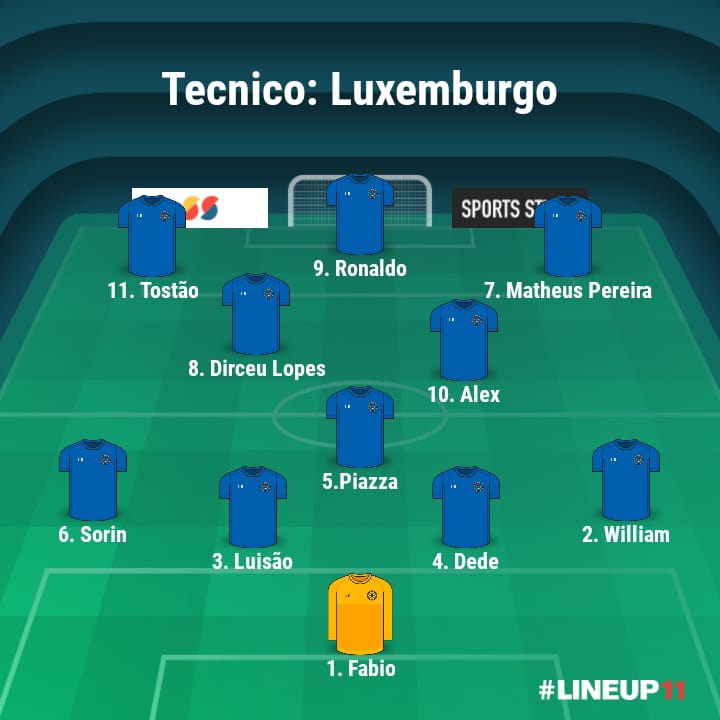 Tecnico: Luxemburgo
SPORTS ST
9. Ronaldo
11. Tostão
7. Matheus Pereira
8. Dirceu Lopes
10. Alex
5.Piazza
6. Sorin
2. William
3. Luisão
4. Dede
1. Fabio
#LINEUP11